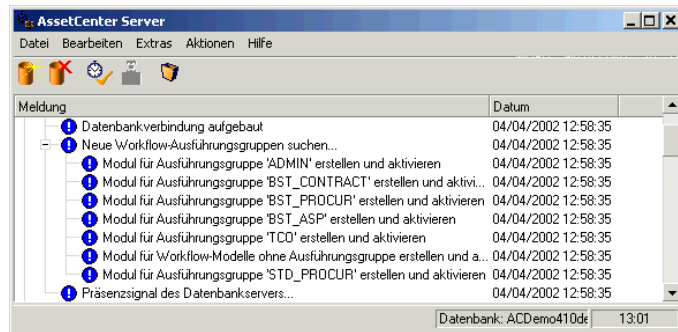 AssetCenter Server
Datei Bearbeiten Extras Aktionen Hilfe
Meldung Datum
Datenbankverbindung aufgebaut 04/04/2002 12:58:35
Neue Workflow-Ausführungsgruppen suchen... 04/04/2002 12:58:35
Modul für Ausführungsgruppe 'ADMIN' erstellen und aktivieren 04/04/2002 12:58:35
Modul für Ausführungsgruppe 'BST_CONTRACT' erstellen und aktivi... 04/04/2002 12:58:35
Modul für Ausführungsgruppe 'BST_PROCUR' erstellen und aktivieren 04/04/2002 12:58:35
Modul für Ausführungsgruppe 'BST_ASP' erstellen und aktivieren 04/04/2002 12:58:35
Modul für Ausführungsgruppe 'TCO' erstellen und aktivieren 04/04/2002 12:58:35
Modul für Workflow-Modelle ohne Ausführungsgruppe erstellen und a... 04/04/2002 12:58:35
Modul für Ausführungsgruppe 'STD_PROCUR' erstellen und aktivieren 04/04/2002 12:58:35
Präsenzsignal des Datenbankservers... 04/04/2002 12:58:35
Datenbank: ACDemo410de 13:01